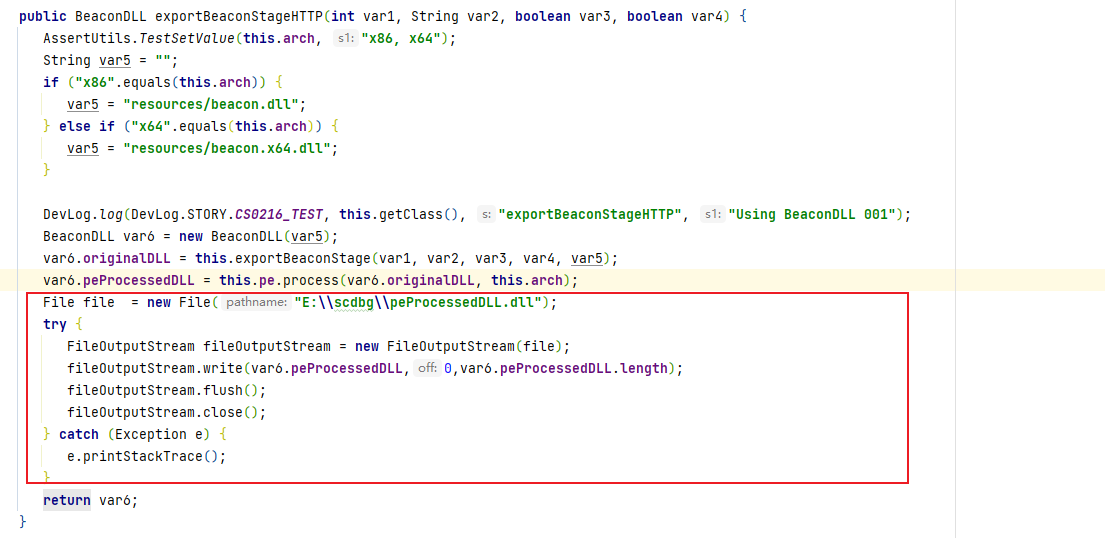 public BeaconDLL exportBeaconStageHTTP(int var1, String var2, boolean var3, boolean var4) {
AssertUtils.TestSetValue(this.arch, s1: "x86, x64");
String var5 = "";
if ("x86".equals(this.arch)) {
var5 = "resources/beacon.dll";
} else if ("x64".equals(this.arch)) {
var5 = "resources/beacon.x64.dll";
}
DevLog.log(DevLog.STORY.CS0216_TEST, this.getClass(), s: "exportBeaconStageHTTP", s1: "Using BeaconDLL 001");
BeaconDLL var6 = new BeaconDLL(var5);
var6.originalDLL = this.exportBeaconStage(var1, var2, var3, var4, var5);
var6.peProcessedDLL = this.pe.process(var6.originalDLL, this.arch);
File file  = new File( pathname: "E:\\scdbg\\peProcessedDLL.dll");
try {
FileOutputStream fileOutputStream = new FileOutputStream(file);
fileOutputStream.write(var6.peProcessedDLL, off: 0,var6.peProcessedDLL.length);
fileOutputStream.flush();
fileOutputStream.close();
} catch (Exception e) {
e.printStackTrace();
}
return var6;
}